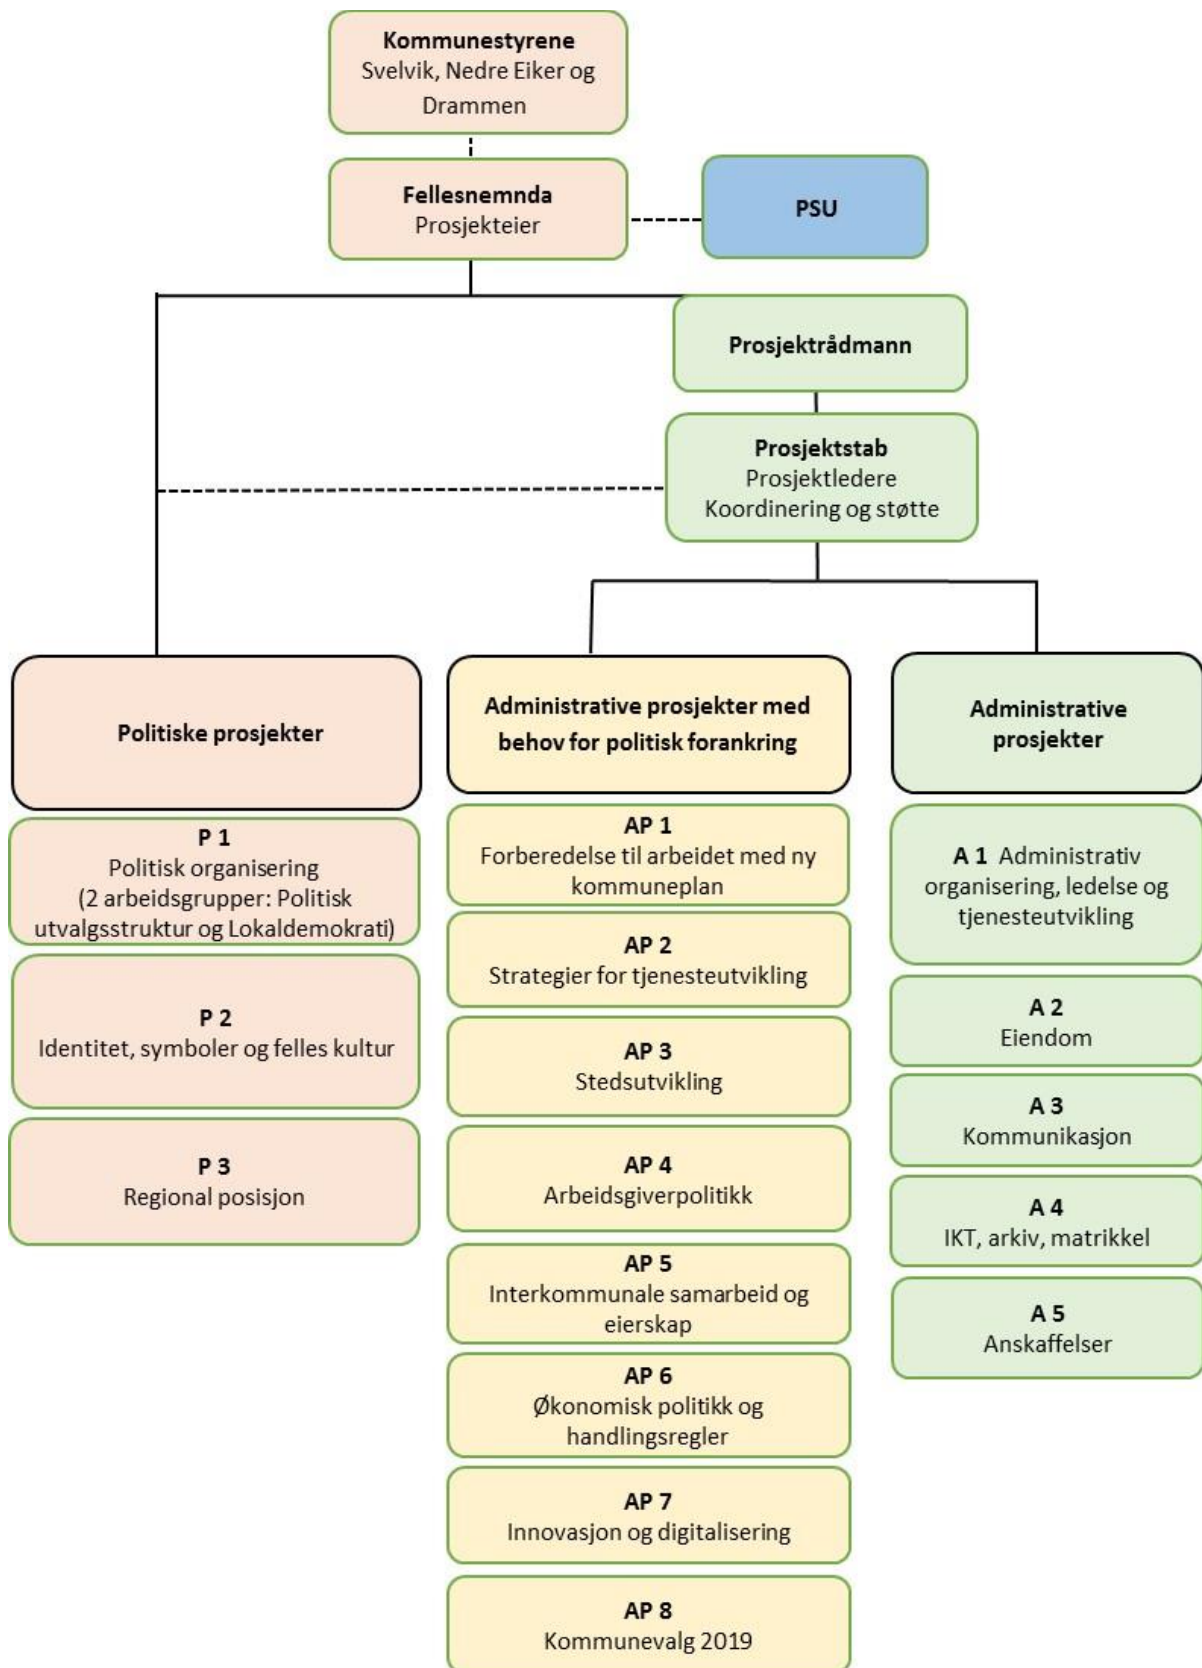 Kommunestyrene
Svelvik, Nedre Eiker og
Drammen
Fellesnemnda
Prosjekteier
PSU
Prosjektrådmann
Prosjektstab
Prosjektledere
Koordinering og støtte
Politiske prosjekter
P 1
Politisk organisering
(2 arbeidsgrupper: Politisk
utvalgsstruktur og Lokaldemokrati)
P 2
Identitet, symboler og felles kultur
P 3
Regional posisjon
Administrative prosjekter med
behov for politisk forankring
AP 1
Forberedelse til arbeidet med ny
kommuneplan
AP 2
Strategier for tjenesteutvikling
AP 3
Stedsutvikling
AP 4
Arbeidsgiverpolitikk
AP 5
Interkommunale samarbeid og
eierskap
AP 6
Økonomisk politikk og
handlingsregler
AP 7
Innovasjon og digitalisering
AP 8
Kommunevalg 2019
Administrative
prosjekter
A 1 Administrativ
organisering, ledelse og
tjenesteutvikling
A 2
Eiendom
A 3
Kommunikasjon
A 4
IKT, arkiv, matrikkel
A 5
Anskaffelser